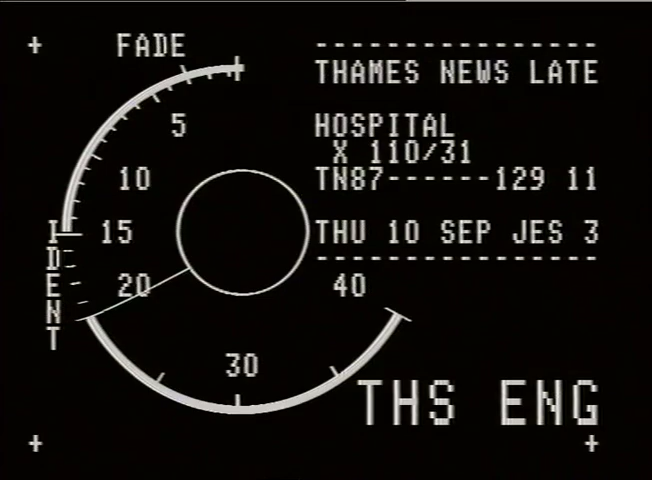 FADE
5
10
15
20
30
40
IDENT
----------------
THAMES NEWS LATE
HOSPITAL
X 110/31
TN87------129 11
THU 10 SEP JES 3
----------------
THS ENG